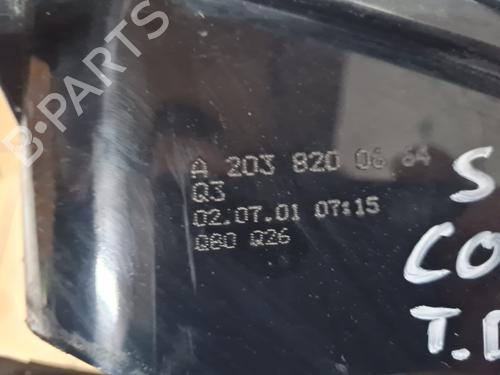 B-PARTS
A 203 820 06 64
Q3
02.07.01 07:15
Q80 Q26
S
CO
T.D